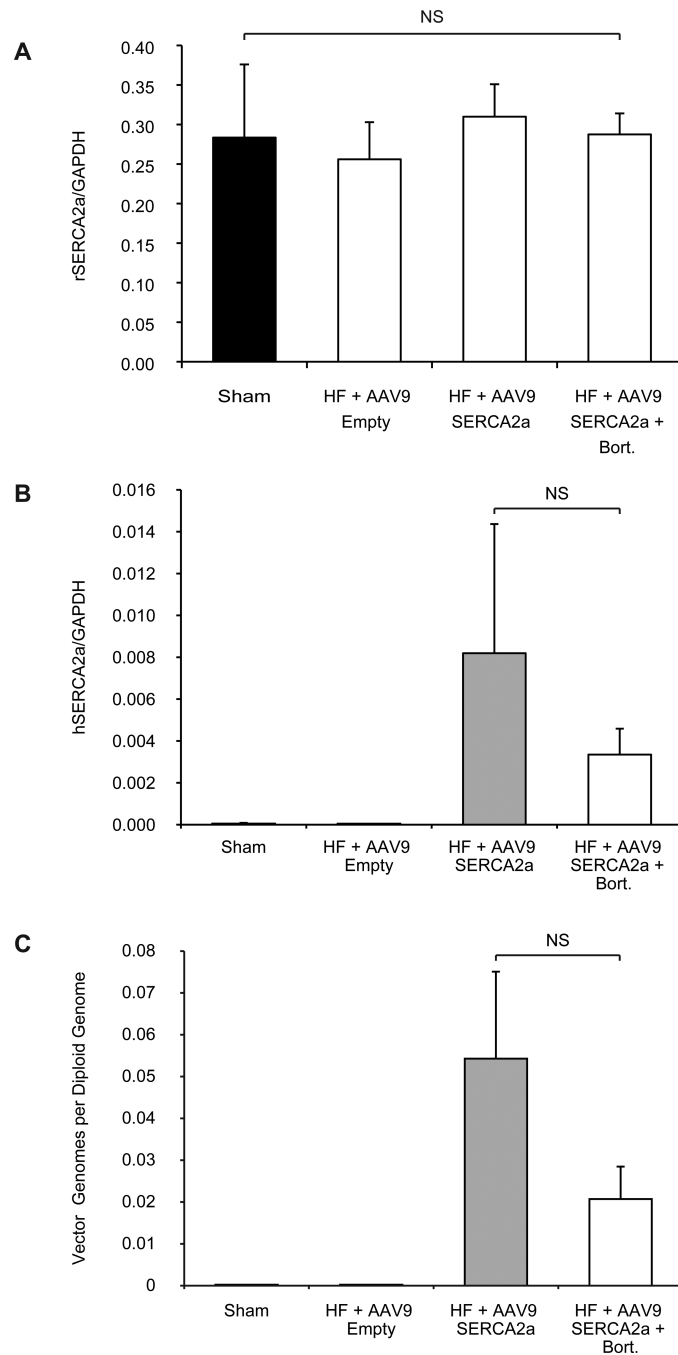 A
NS
rSERCA2a/GAPDH
0.40
0.35
0.30
0.25
0.20
0.15
0.10
0.05
0.00
Sham
HF + AAV9
Empty
HF + AAV9
SERCA2a
HF + AAV9
SERCA2a +
Bort.
B
NS
hSERCA2a/GAPDH
0.016
0.014
0.012
0.010
0.008
0.006
0.004
0.002
0.000
Sham
HF + AAV9
Empty
HF + AAV9
SERCA2a
HF + AAV9
SERCA2a +
Bort.
C
NS
Vector Genomes per Diploid Genome
0.08
0.07
0.06
0.05
0.04
0.03
0.02
0.01
0
Sham
HF + AAV9
Empty
HF + AAV9
SERCA2a
HF + AAV9
SERCA2a +
Bort.